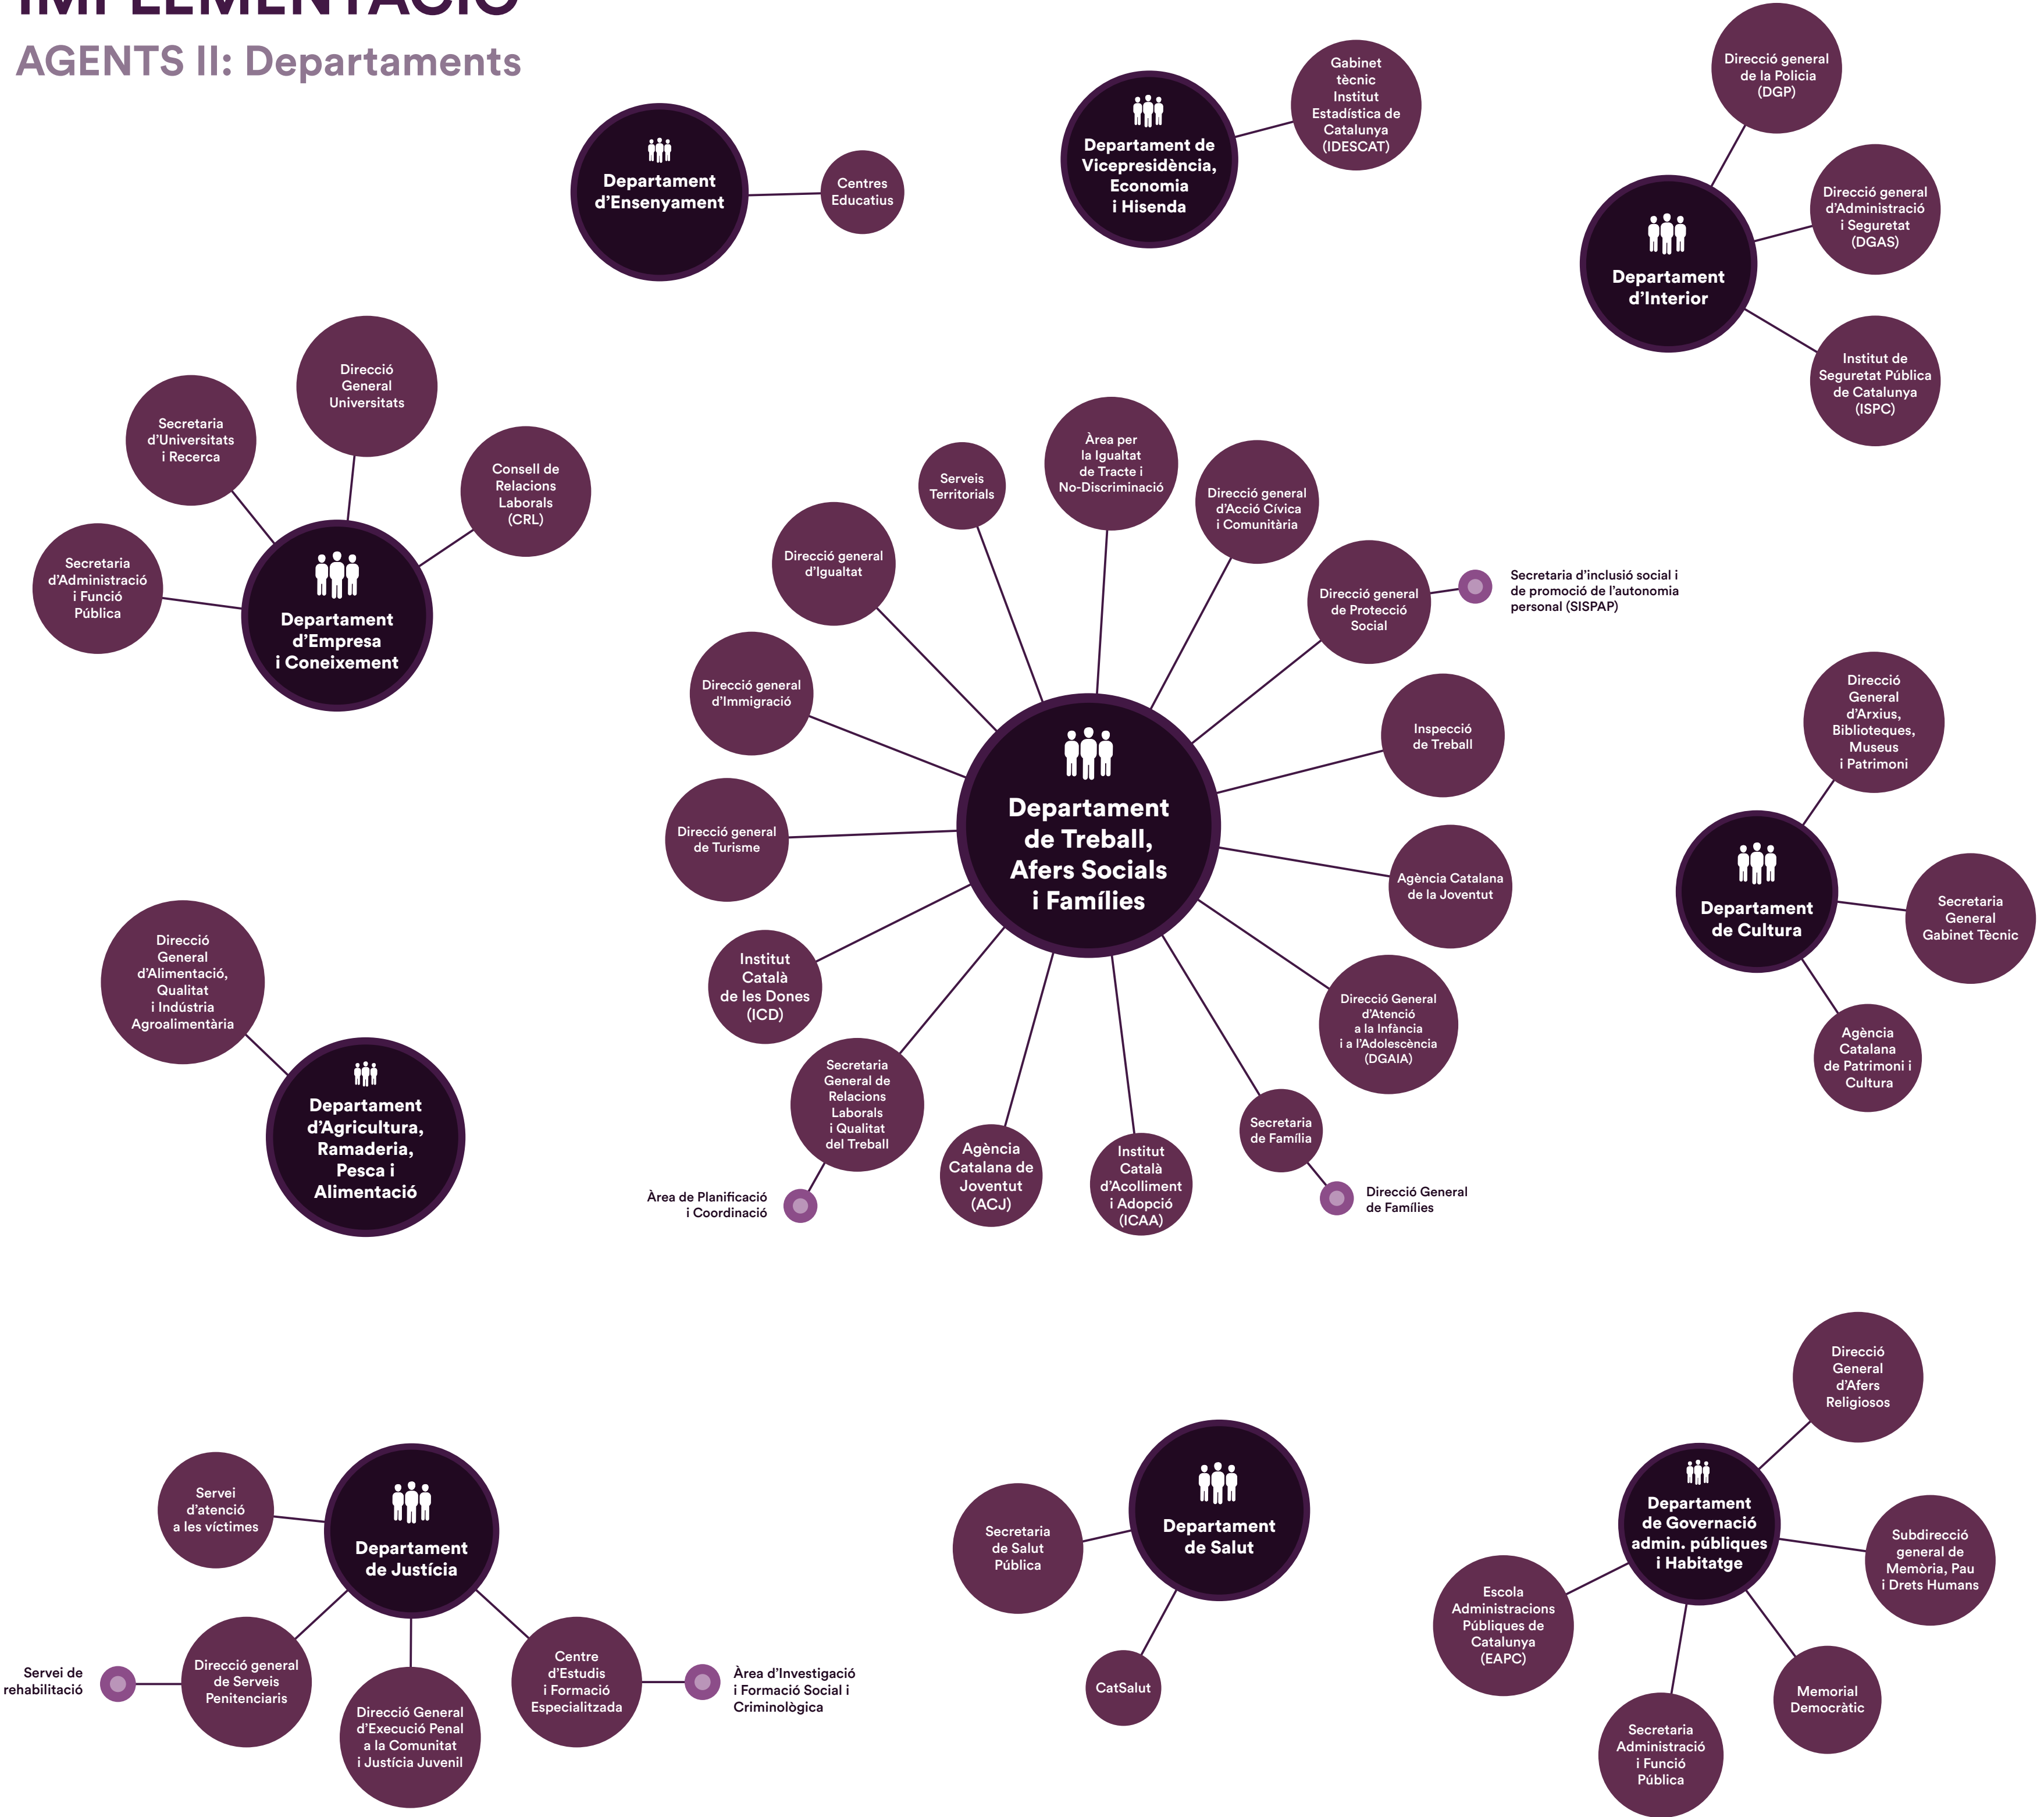 IMPLEMENTACIÓ
AGENTS II: Departaments
Departament
d'Ensenyament
Centres
Educatius
Departament de
Vicepresidència,
Economia
i Hisenda
Gabinet
tècnic
Institut
Estadística de
Catalunya
(IDESCAT)
Direcció general
de la Policia
(DGP)
Direcció general
d'Administració
i Seguretat
(DGAS)
Departament
d'Interior
Institut de
Seguretat Pública
de Catalunya
(ISPC)
Direcció
General
Universitats
Secretaria
d'Universitats
i Recerca
Consell de
Relacions
Laborals
(CRL)
Secretaria
d'Administració
i Funció
Pública
Departament
d'Empresa
i Coneixement
Àrea per
la Igualtat
de Tracte i
No-Discriminació
Serveis
Territorials
Direcció general
d'Acció Cívica
i Comunitària
Direcció general
d'Igualtat
Direcció general
de Protecció
Social
Secretaria d'inclusió social i
de promoció de l'autonomia
personal (SISPAP)
Direcció general
d'Immigració
Inspecció
de Treball
Direcció general
de Turisme
Departament
de Treball,
Afers Socials
i Famílies
Agència Catalana
de la Joventut
Institut
Català
de les Dones
(ICD)
Direcció General
d'Atenció
a la Infància
i a l'Adolescència
(DGAIA)
Secretaria
General de
Relacions
Laborals
i Qualitat
del Treball
Àrea de Planificació
i Coordinació
Agència
Catalana de
Joventut
(ACJ)
Institut
Català
d'Acolliment
i Adopció
(ICAA)
Secretaria
de Família
Direcció General
de Famílies
Direcció
General
d'Arxius,
Biblioteques,
Museus
i Patrimoni
Departament
de Cultura
Secretaria
General
Gabinet Tècnic
Agència
Catalana
de Patrimoni i
Cultura
Direcció
General
d'Alimentació,
Qualitat
i Indústria
Agroalimentària
Departament
d'Agricultura,
Ramaderia,
Pesca i
Alimentació
Servei
d'atenció
a les víctimes
Departament
de Justícia
Servei de
rehabilitació
Direcció general
de Serveis
Penitenciaris
Direcció General
d'Execució Penal
a la Comunitat
i Justícia Juvenil
Centre
d'Estudis
i Formació
Especialitzada
Àrea d'Investigació
i Formació Social i
Criminològica
Departament
de Salut
Secretaria
de Salut
Pública
CatSalut
Direcció
General
d'Afers
Religiosos
Departament
de Governació
admin. públiques
i Habitatge
Subdirecció
general de
Memòria, Pau
i Drets Humans
Escola
Administracions
Públiques de
Catalunya
(EAPC)
Memorial
Democràtic
Secretaria
Administració
i Funció
Pública